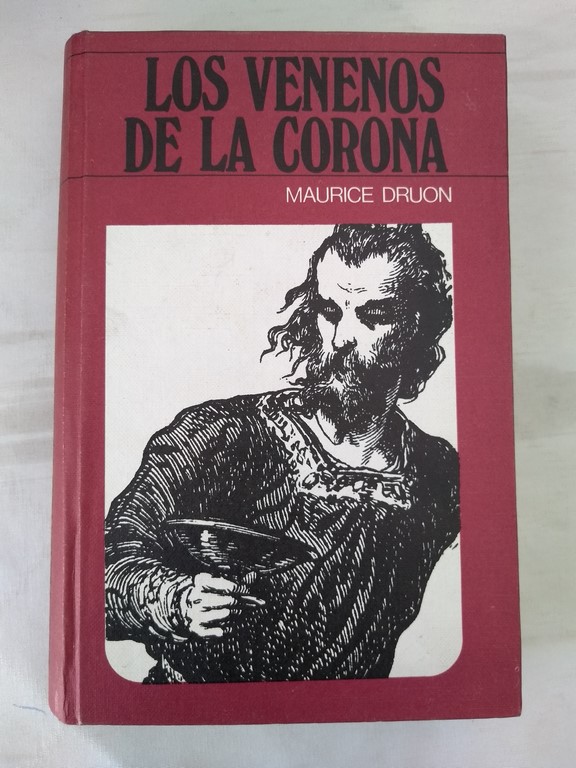 LOS VENENOS
DE LA CORONA
MAURICE DRUON